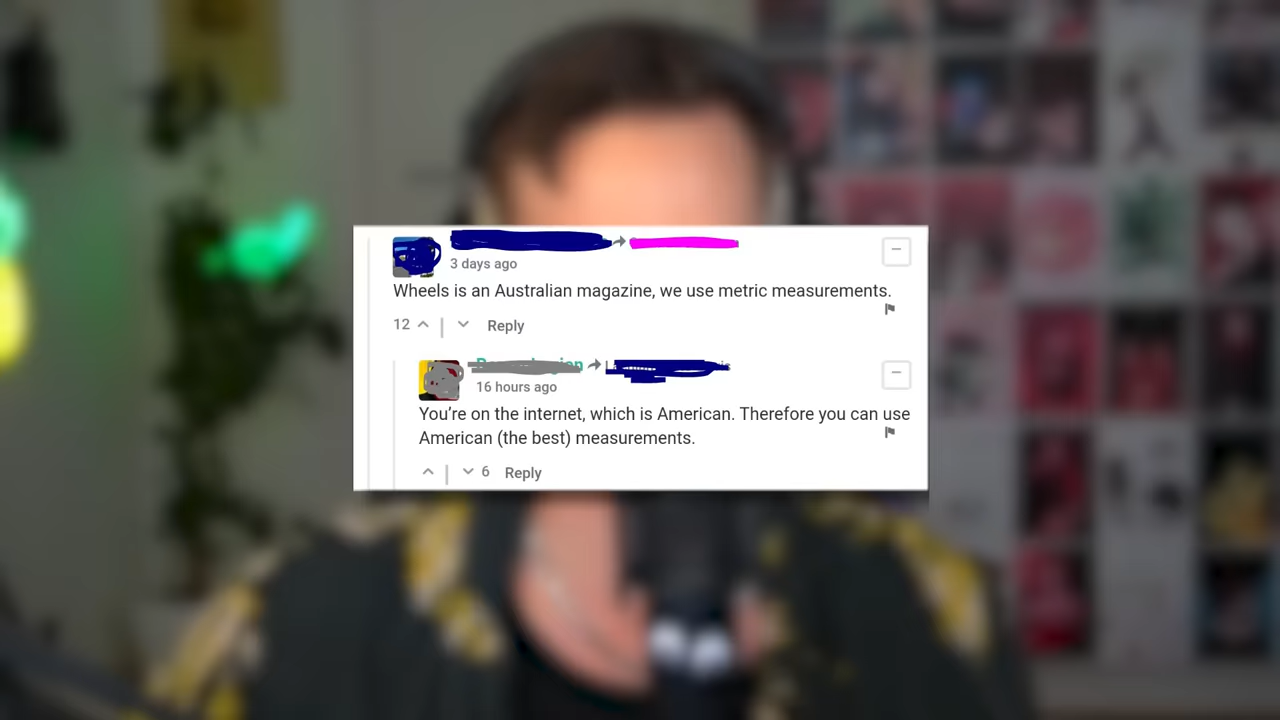 3 days ago
Wheels is an Australian magazine, we use metric measurements.
12 Reply
16 hours ago
You’re on the internet, which is American. Therefore you can use
American (the best) measurements.
6 Reply